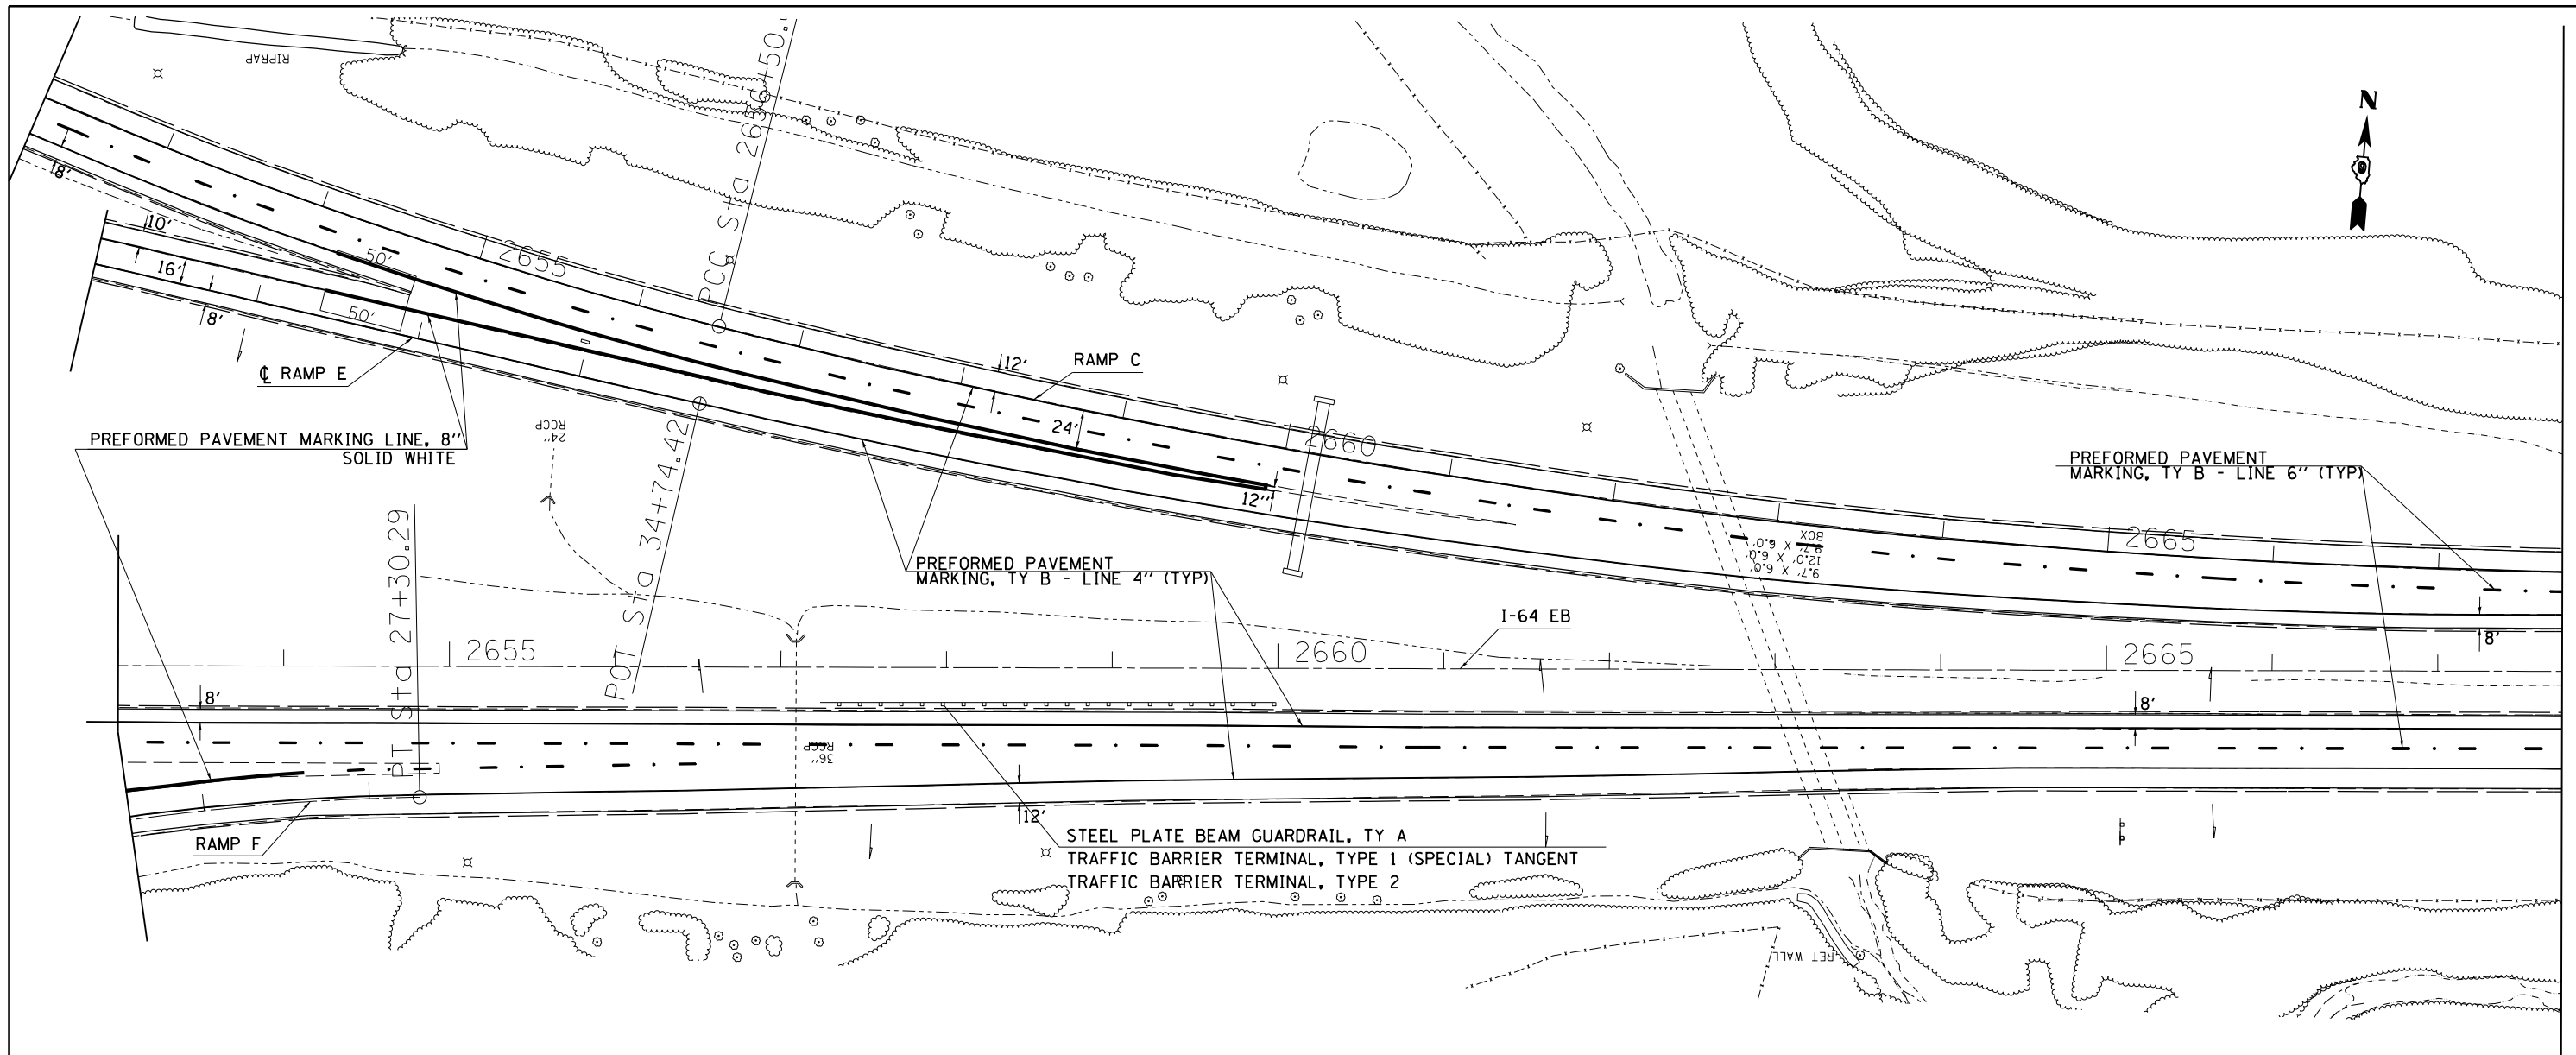 RIPRAP
PCC Sta 2656+50.
N
8'
10'
50'
2655
16'
50'
8'
℄ RAMP E
12'
RAMP C
24'
2660
24" RCCP
PREFORMED PAVEMENT MARKING LINE, 8"
SOLID WHITE
12"
PREFORMED PAVEMENT
MARKING, TY B - LINE 6" (TYP)
2665
BOX
9.7' X 6.0'
12.0' X 6.0'
9.7' X 6.0'
PREFORMED PAVEMENT
MARKING, TY B - LINE 4" (TYP)
PT Sta 27+30.29
POT Sta 34+74.42
I-64 EB
8'
2655
2660
2665
8'
8'
36" RCCP
12'
RAMP F
STEEL PLATE BEAM GUARDRAIL, TY A
TRAFFIC BARRIER TERMINAL, TYPE 1 (SPECIAL) TANGENT
TRAFFIC BARRIER TERMINAL, TYPE 2
RET WALL